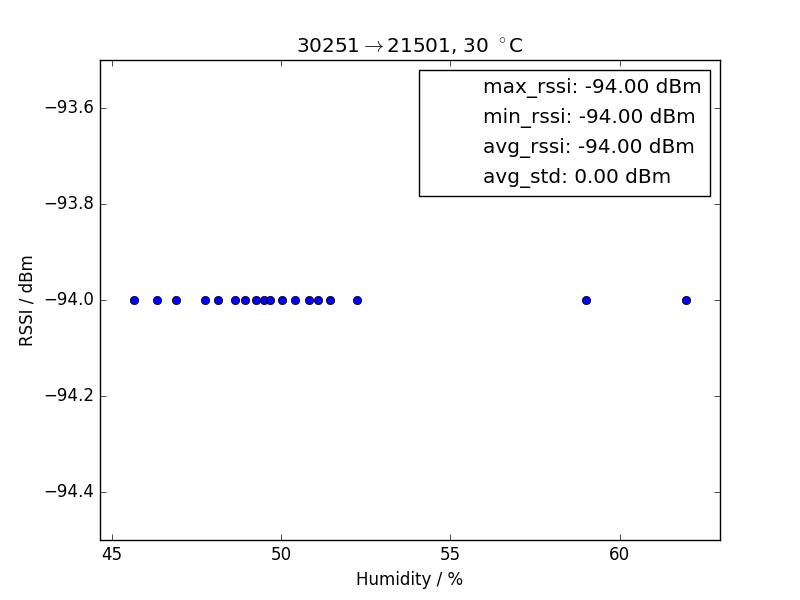 30251→21501, 30 °C
max_rssi: -94.00 dBm
min_rssi: -94.00 dBm
avg_rssi: -94.00 dBm
avg_std: 0.00 dBm
RSSI / dBm
−93.6
−93.8
−94.0
−94.2
−94.4
45 50 55 60
Humidity / %